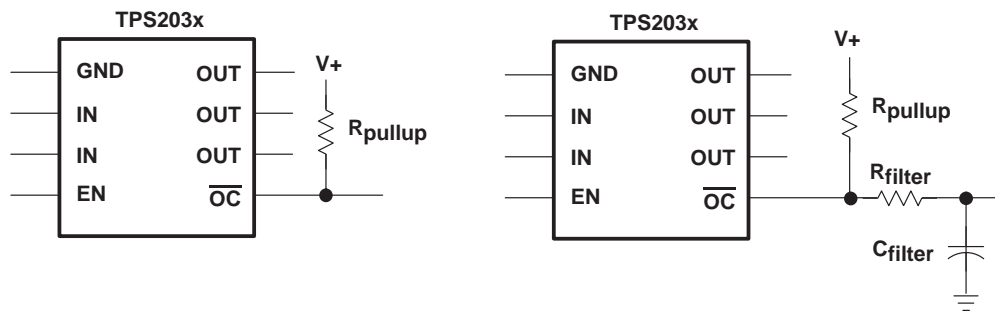 TPS203x
GND OUT
IN OUT
IN OUT
EN OC
V+
Rpullup
TPS203x
GND OUT
IN OUT
IN OUT
EN OC
V+
Rpullup
Rfilter
Cfilter